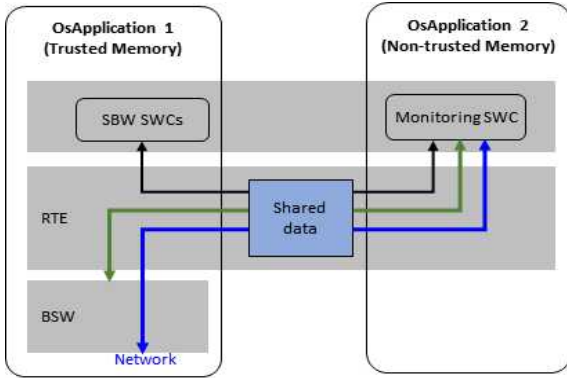 OsApplication 1
(Trusted Memory)
OsApplication 2
(Non-trusted Memory)
SBW SWCs
Monitoring SWC
RTE
Shared
data
BSW
Network